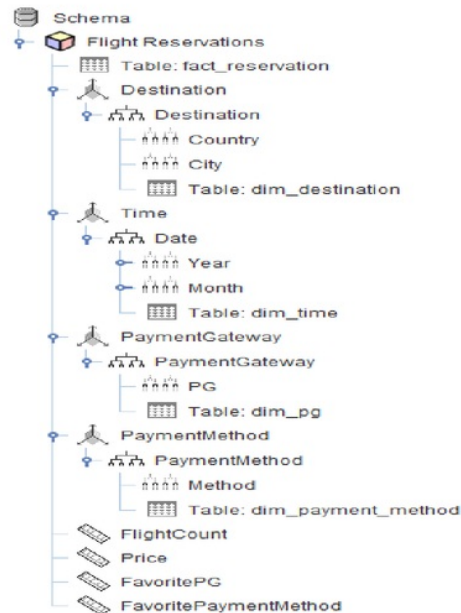 Schema
Flight Reservations
Table: fact_reservation
Destination
Destination
Country
City
Table: dim_destination
Time
Date
Year
Month
Table: dim_time
PaymentGateway
PaymentGateway
PG
Table: dim_pg
PaymentMethod
PaymentMethod
Method
Table: dim_payment_method
FlightCount
Price
FavoritePG
FavoritePaymentMethod